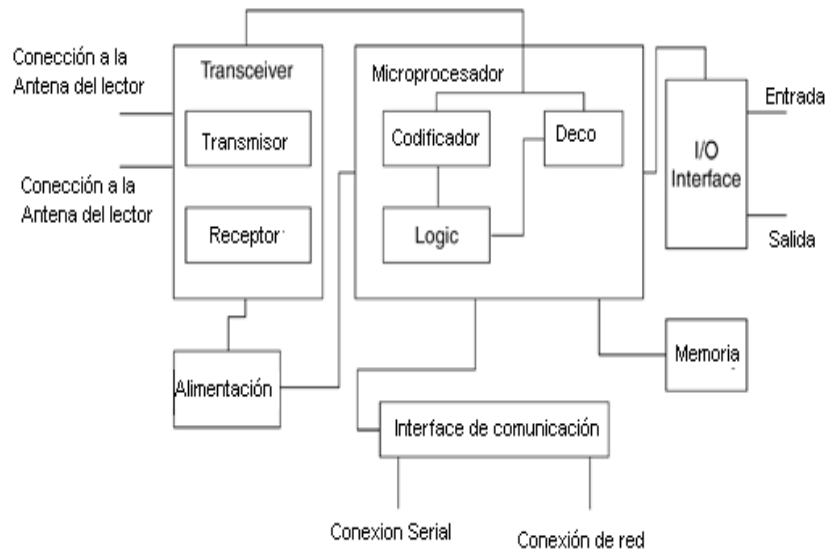 Conección a la
Antena del lector
Transceiver
Transmisor
Conección a la
Antena del lector
Receptor
Alimentación
Microprocesador
Codificador
Deco
Logic
I/O
Interface
Entrada
Salida
Memoria
Interface de comunicación
Conexion Serial
Conexión de red